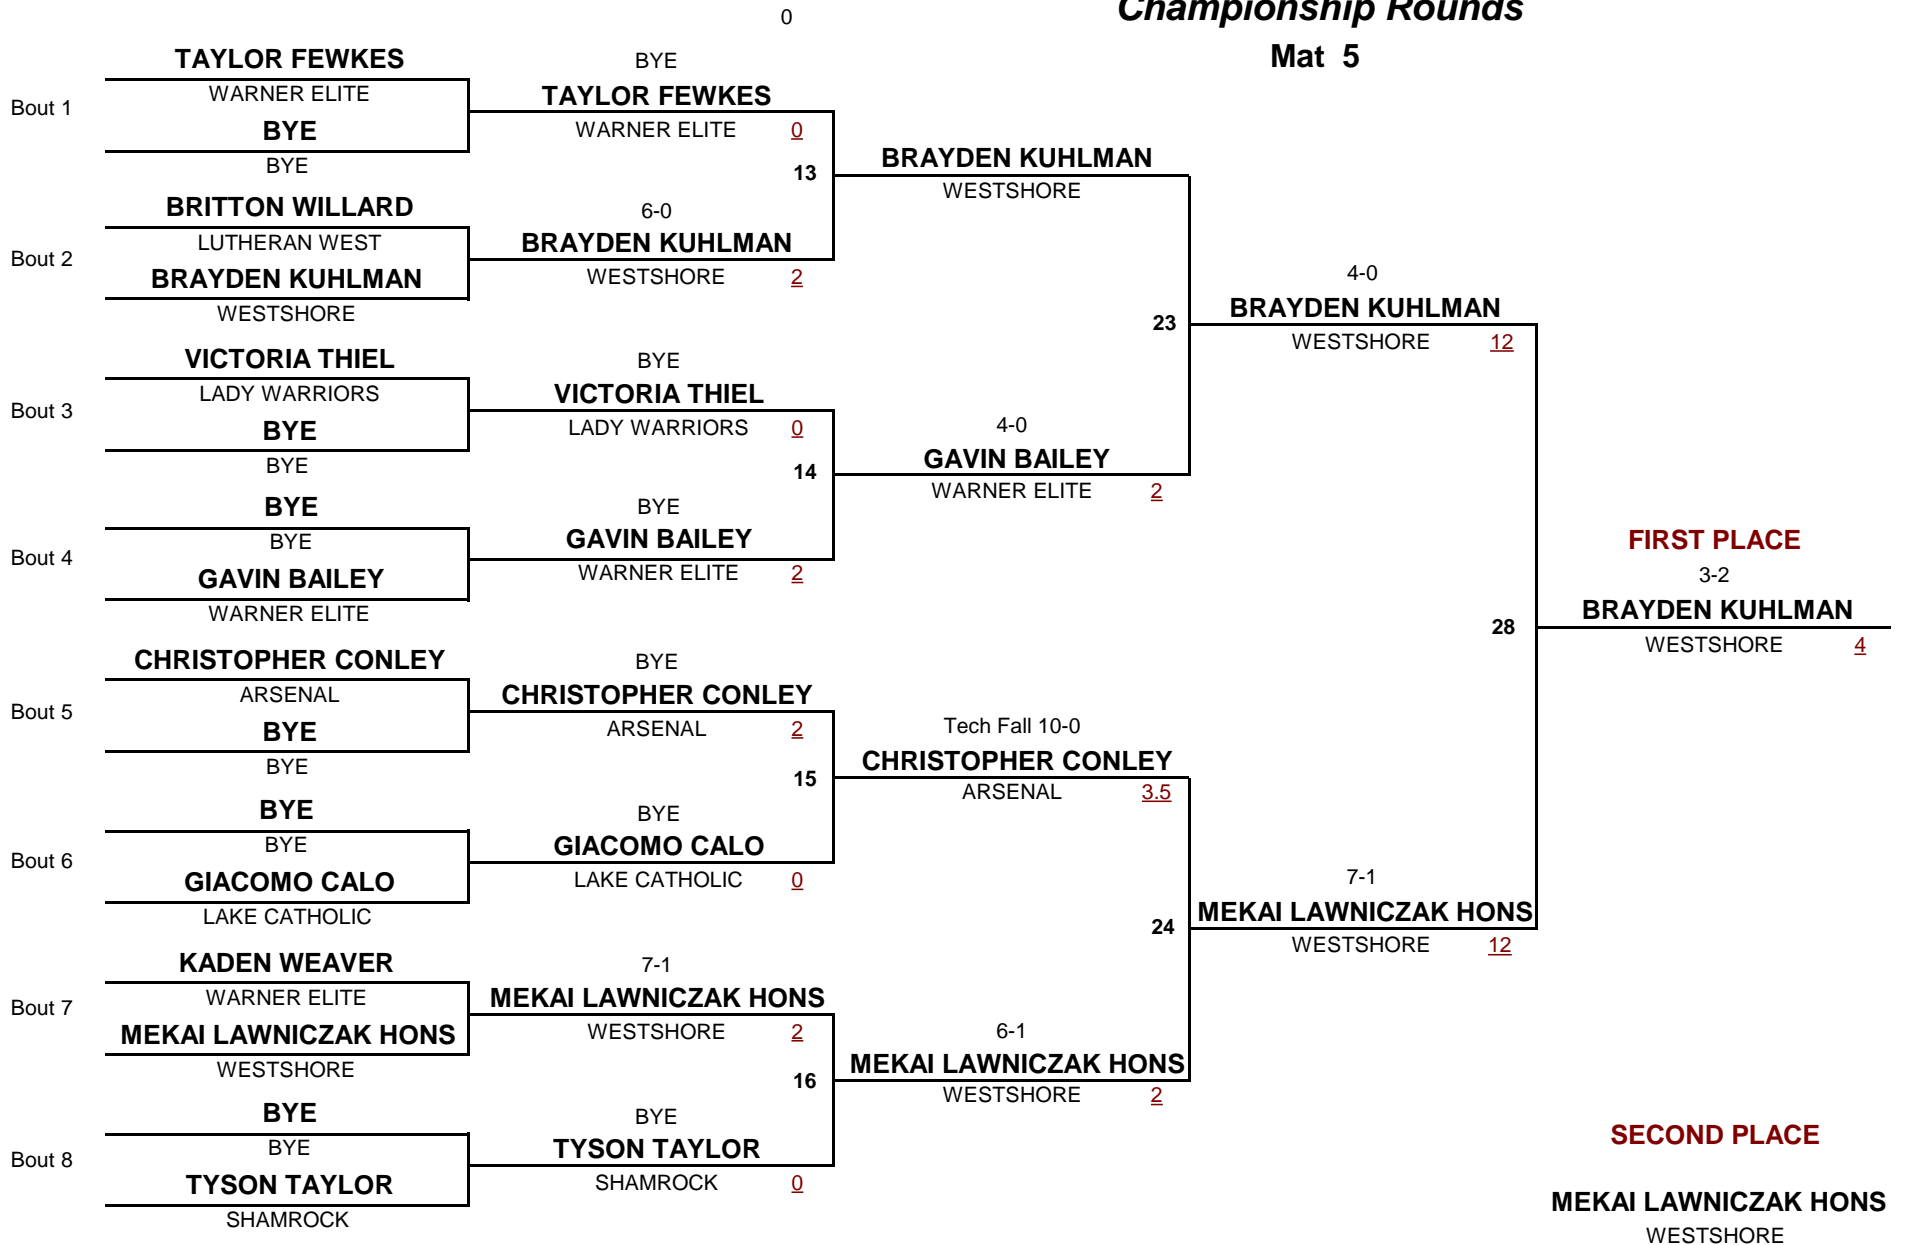 Championship Rounds
Mat 5
0
Bout 1
TAYLOR FEWKES
WARNER ELITE
BYE
BYE
Bout 2
BRITTON WILLARD
LUTHERAN WEST
BRAYDEN KUHLMAN
WESTSHORE
Bout 3
VICTORIA THIEL
LADY WARRIORS
BYE
BYE
Bout 4
BYE
BYE
GAVIN BAILEY
WARNER ELITE
Bout 5
CHRISTOPHER CONLEY
ARSENAL
BYE
BYE
Bout 6
BYE
BYE
GIACOMO CALO
LAKE CATHOLIC
Bout 7
KADEN WEAVER
WARNER ELITE
MEKAI LAWNICZAK HONS
WESTSHORE
Bout 8
BYE
BYE
TYSON TAYLOR
SHAMROCK
BYE
TAYLOR FEWKES
WARNER ELITE 0
13
6-0
BRAYDEN KUHLMAN
WESTSHORE 2
BYE
VICTORIA THIEL
LADY WARRIORS 0
14
BYE
GAVIN BAILEY
WARNER ELITE 2
BYE
CHRISTOPHER CONLEY
ARSENAL 2
15
BYE
GIACOMO CALO
LAKE CATHOLIC 0
7-1
MEKAI LAWNICZAK HONS
WESTSHORE 2
16
BYE
TYSON TAYLOR
SHAMROCK 0
BRAYDEN KUHLMAN
WESTSHORE
23
4-0
GAVIN BAILEY
WARNER ELITE 2
Tech Fall 10-0
CHRISTOPHER CONLEY
ARSENAL 3.5
24
6-1
MEKAI LAWNICZAK HONS
WESTSHORE 2
4-0
BRAYDEN KUHLMAN
WESTSHORE 12
28
7-1
MEKAI LAWNICZAK HONS
WESTSHORE 12
FIRST PLACE
3-2
BRAYDEN KUHLMAN
WESTSHORE 4
SECOND PLACE
MEKAI LAWNICZAK HONS
WESTSHORE